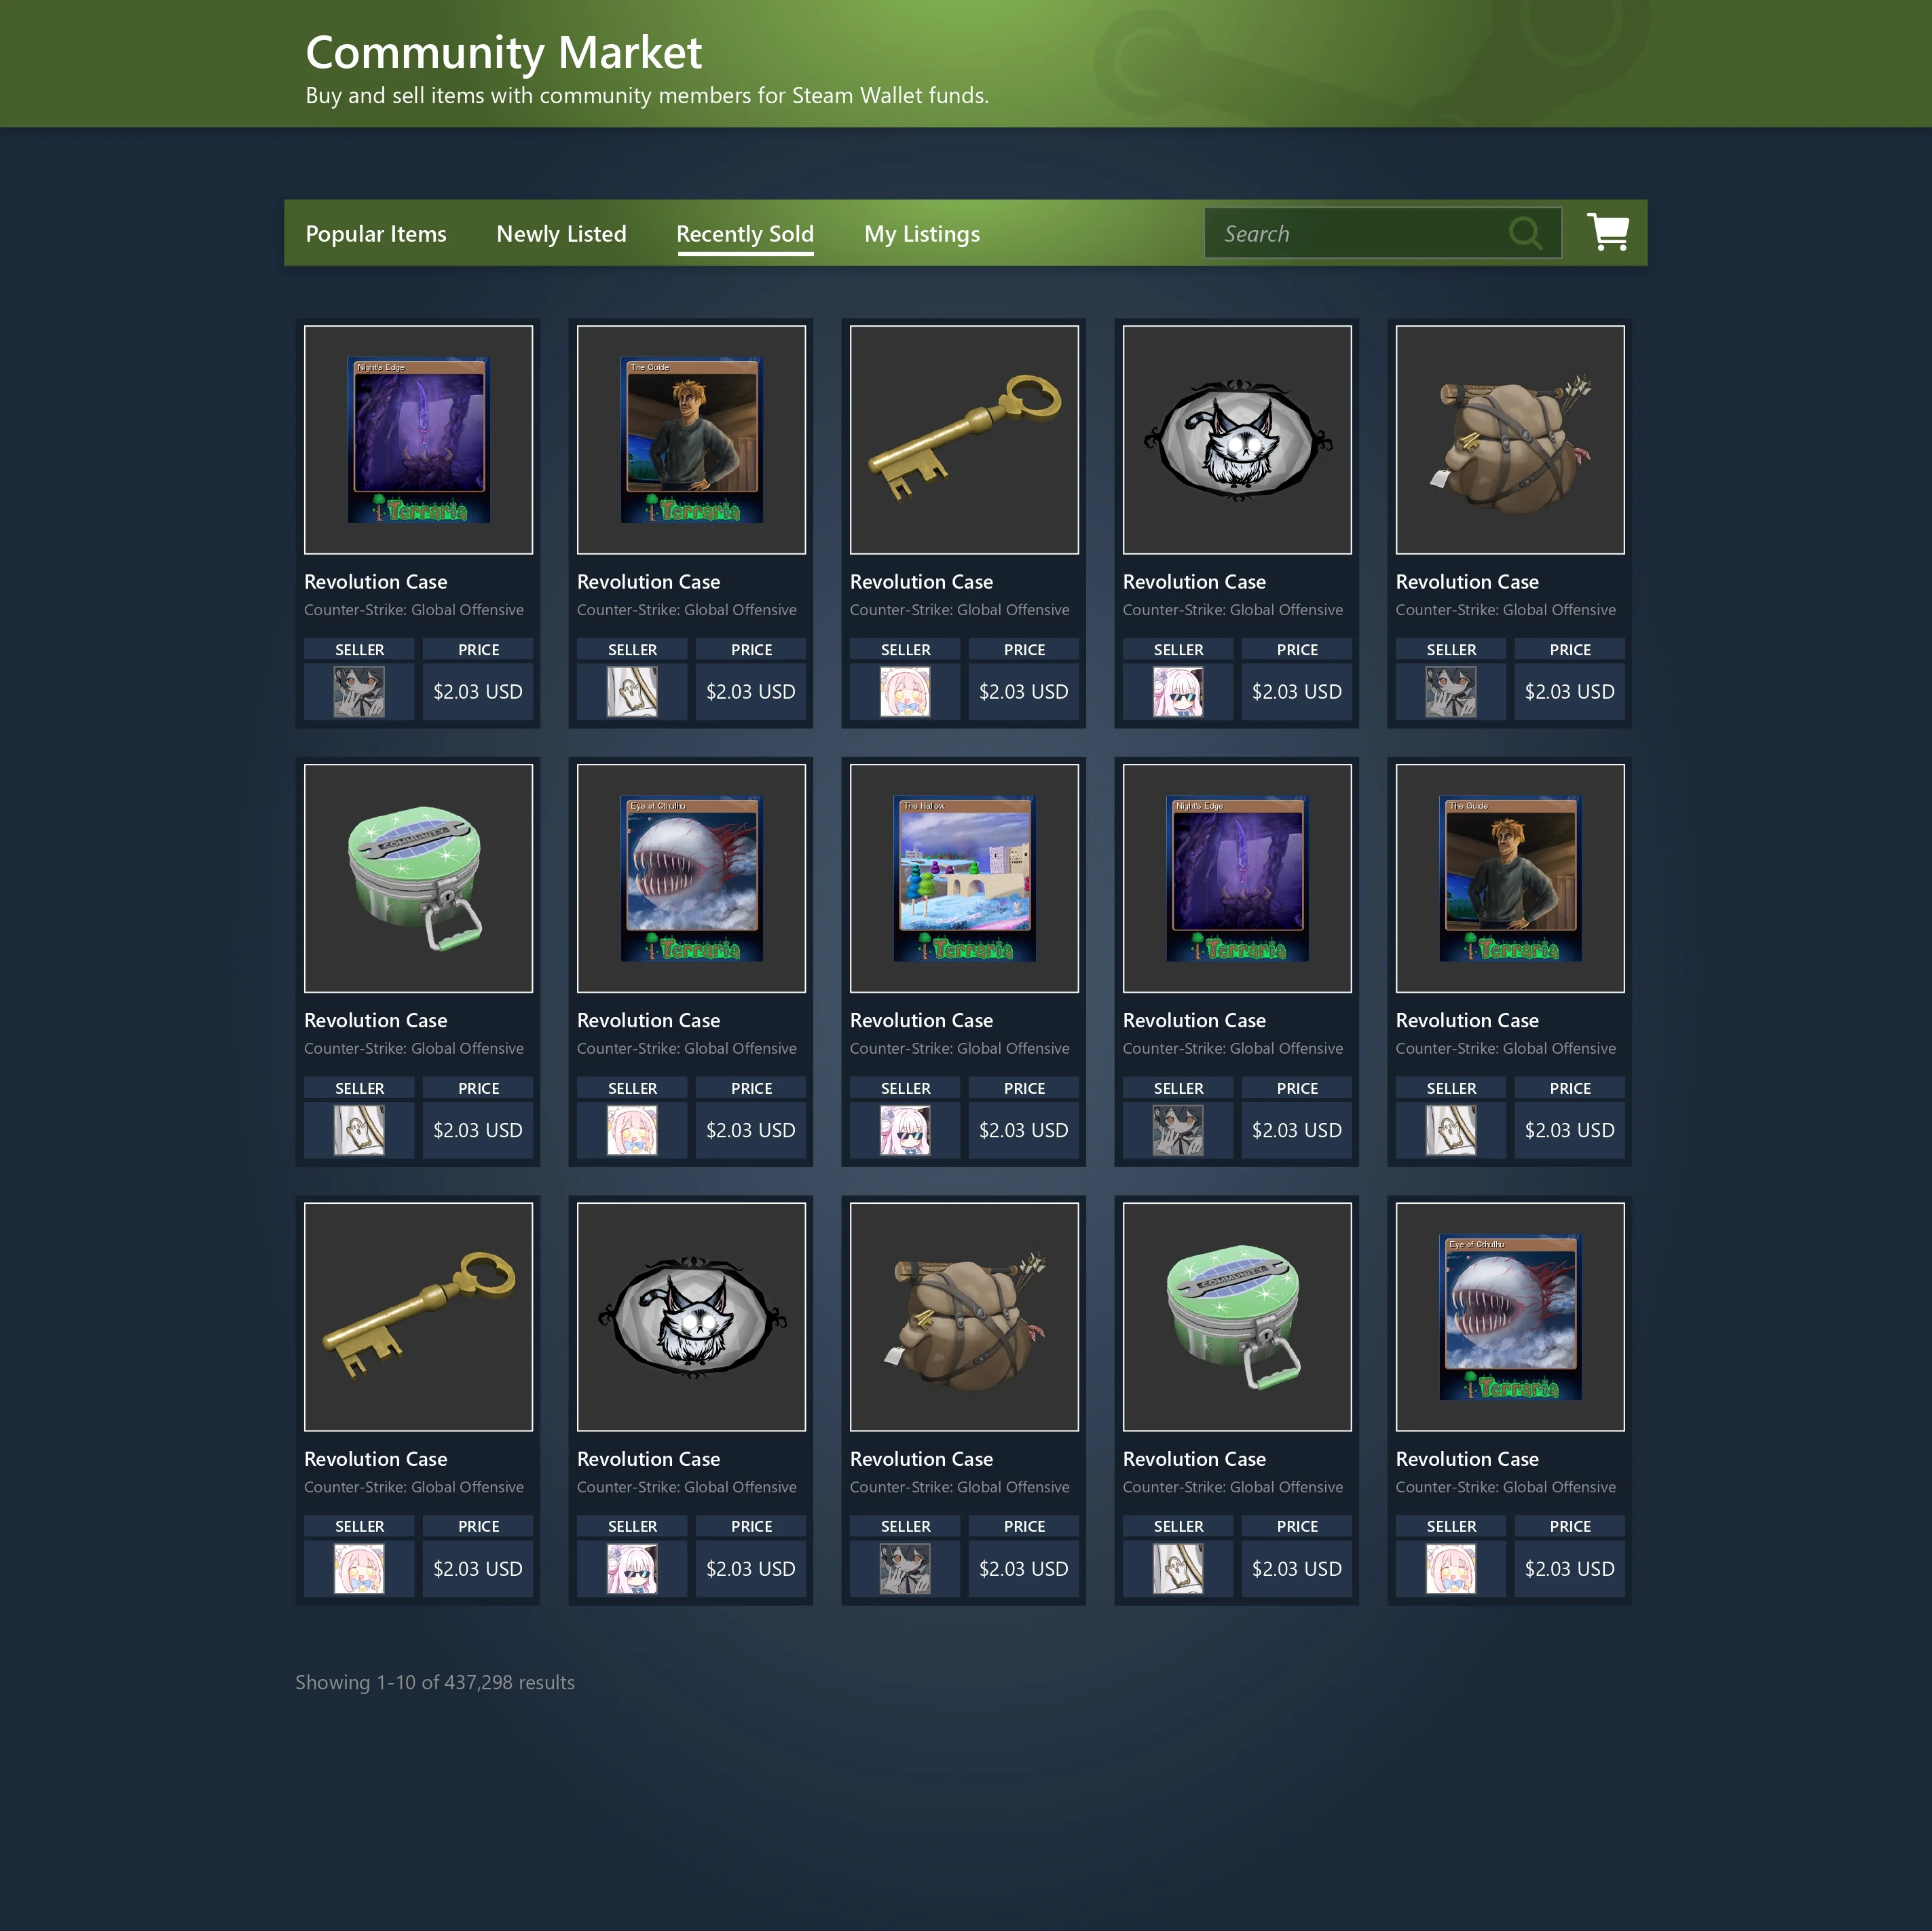 Community Market
Buy and sell items with community members for Steam Wallet funds.
Popular Items Newly Listed Recently Sold My Listings Search
Night's Edge The Guide
Terraria Terraria
Revolution Case Revolution Case Revolution Case Revolution Case Revolution Case
Counter-Strike: Global Offensive Counter-Strike: Global Offensive Counter-Strike: Global Offensive Counter-Strike: Global Offensive Counter-Strike: Global Offensive
SELLER PRICE SELLER PRICE SELLER PRICE SELLER PRICE SELLER PRICE
$2.03 USD $2.03 USD $2.03 USD $2.03 USD $2.03 USD
Eye of Cthulhu The Hallow Night's Edge The Guide
COMMUNITY
Terraria Terraria Terraria Terraria
Revolution Case Revolution Case Revolution Case Revolution Case Revolution Case
Counter-Strike: Global Offensive Counter-Strike: Global Offensive Counter-Strike: Global Offensive Counter-Strike: Global Offensive Counter-Strike: Global Offensive
SELLER PRICE SELLER PRICE SELLER PRICE SELLER PRICE SELLER PRICE
$2.03 USD $2.03 USD $2.03 USD $2.03 USD $2.03 USD
Eye of Cthulhu
COMMUNITY
Terraria
Revolution Case Revolution Case Revolution Case Revolution Case Revolution Case
Counter-Strike: Global Offensive Counter-Strike: Global Offensive Counter-Strike: Global Offensive Counter-Strike: Global Offensive Counter-Strike: Global Offensive
SELLER PRICE SELLER PRICE SELLER PRICE SELLER PRICE SELLER PRICE
$2.03 USD $2.03 USD $2.03 USD $2.03 USD $2.03 USD
Showing 1-10 of 437,298 results